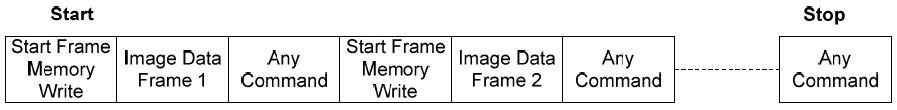 Start
Stop
Start Frame
Memory
Write
Image Data
Frame 1
Any
Command
Start Frame
Memory
Write
Image Data
Frame 2
Any
Command
Any
Command